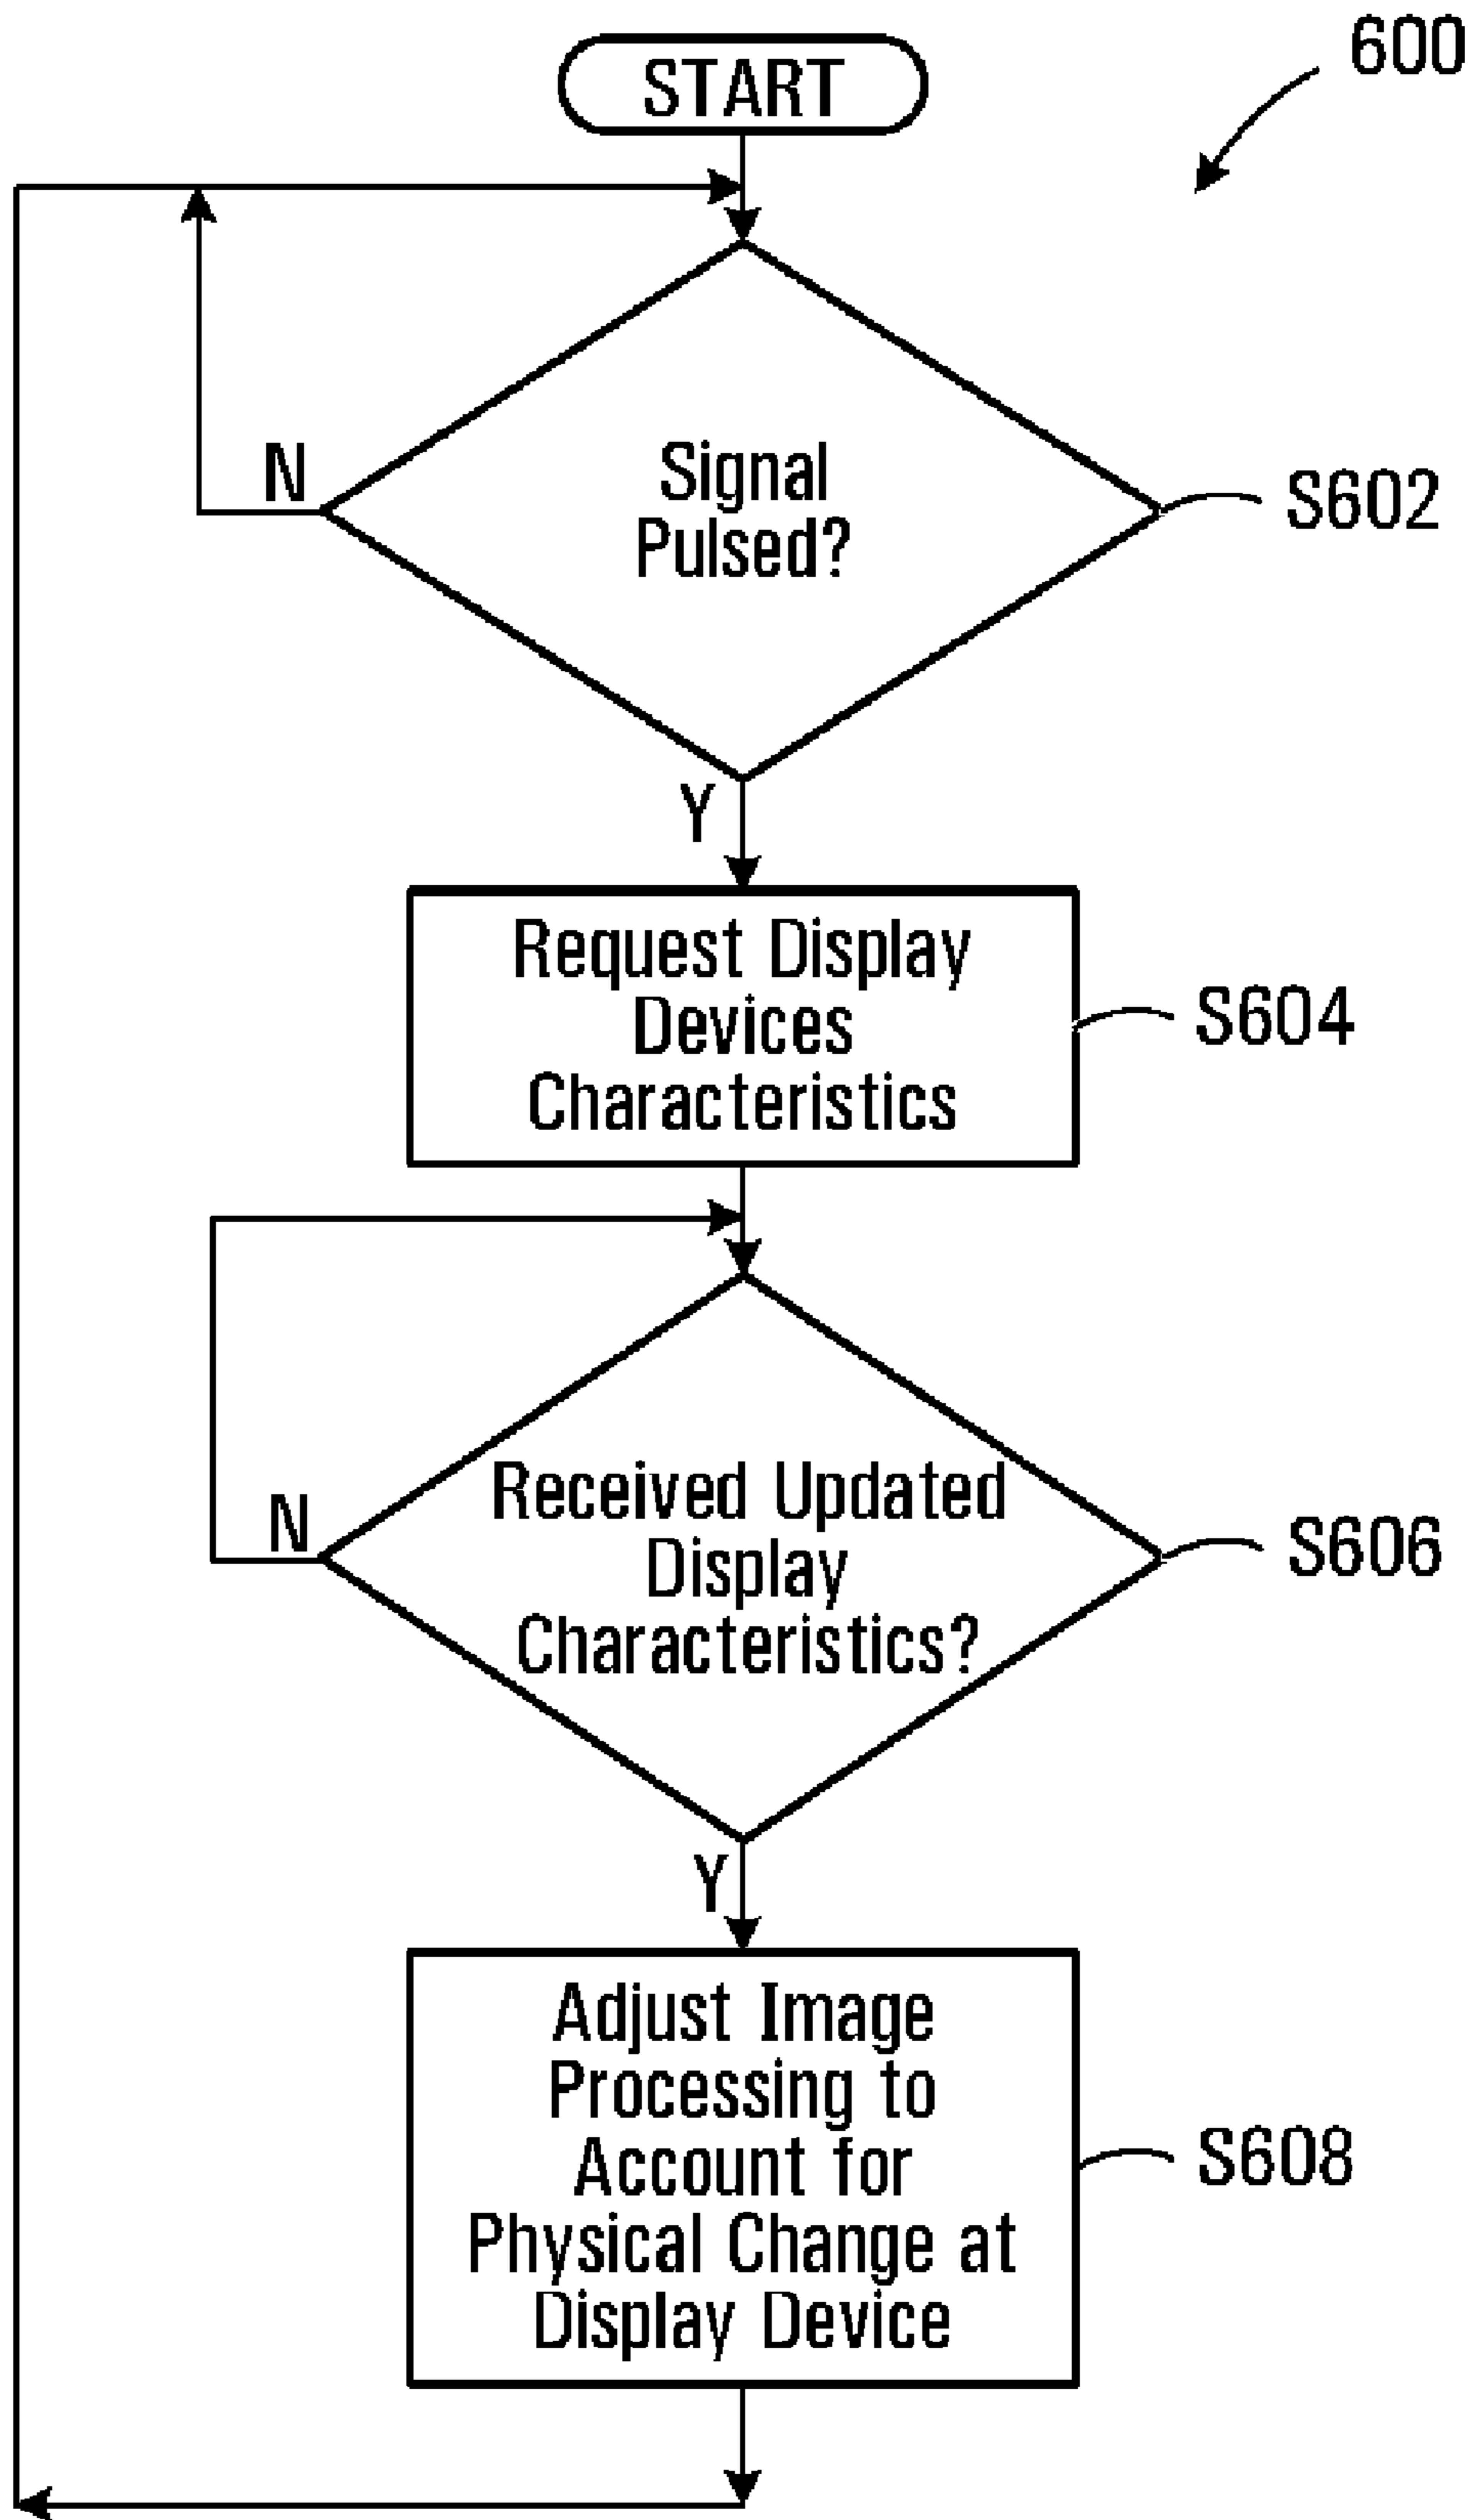 600
START
Signal
Pulsed?
N
S602
Y
Request Display
Devices
Characteristics
S604
Received Updated
Display
Characteristics?
N
S606
Y
Adjust Image
Processing to
Account for
Physical Change at
Display Device
S608